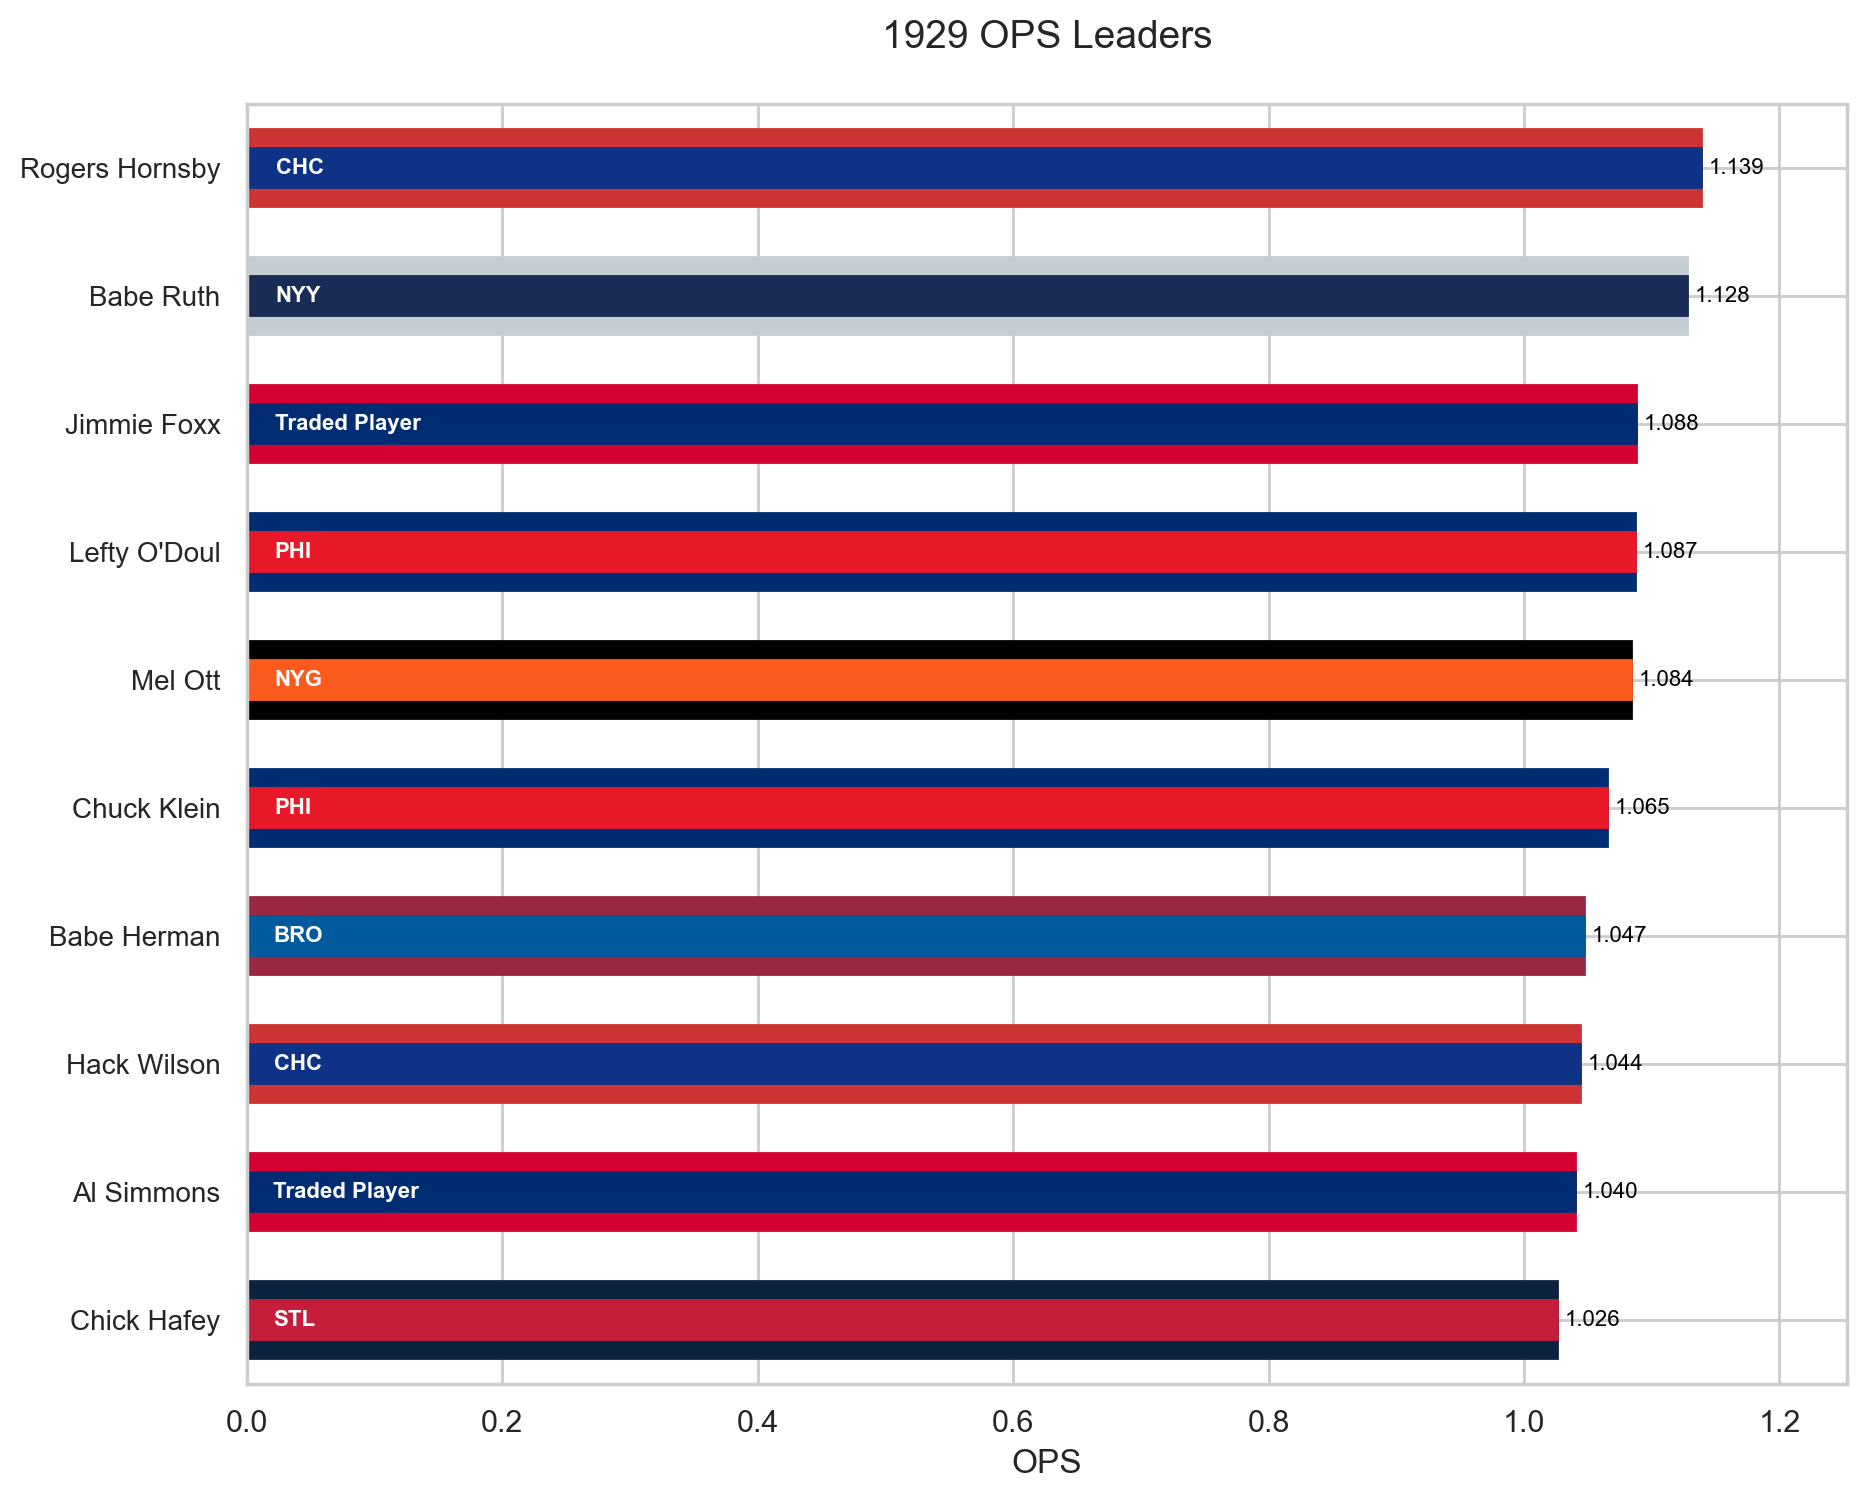 1929 OPS Leaders
Rogers Hornsby CHC 1.139
Babe Ruth NYY 1.128
Jimmie Foxx Traded Player 1.088
Lefty O'Doul PHI 1.087
Mel Ott NYG 1.084
Chuck Klein PHI 1.065
Babe Herman BRO 1.047
Hack Wilson CHC 1.044
Al Simmons Traded Player 1.040
Chick Hafey STL 1.026
0.0 0.2 0.4 0.6 0.8 1.0 1.2
OPS